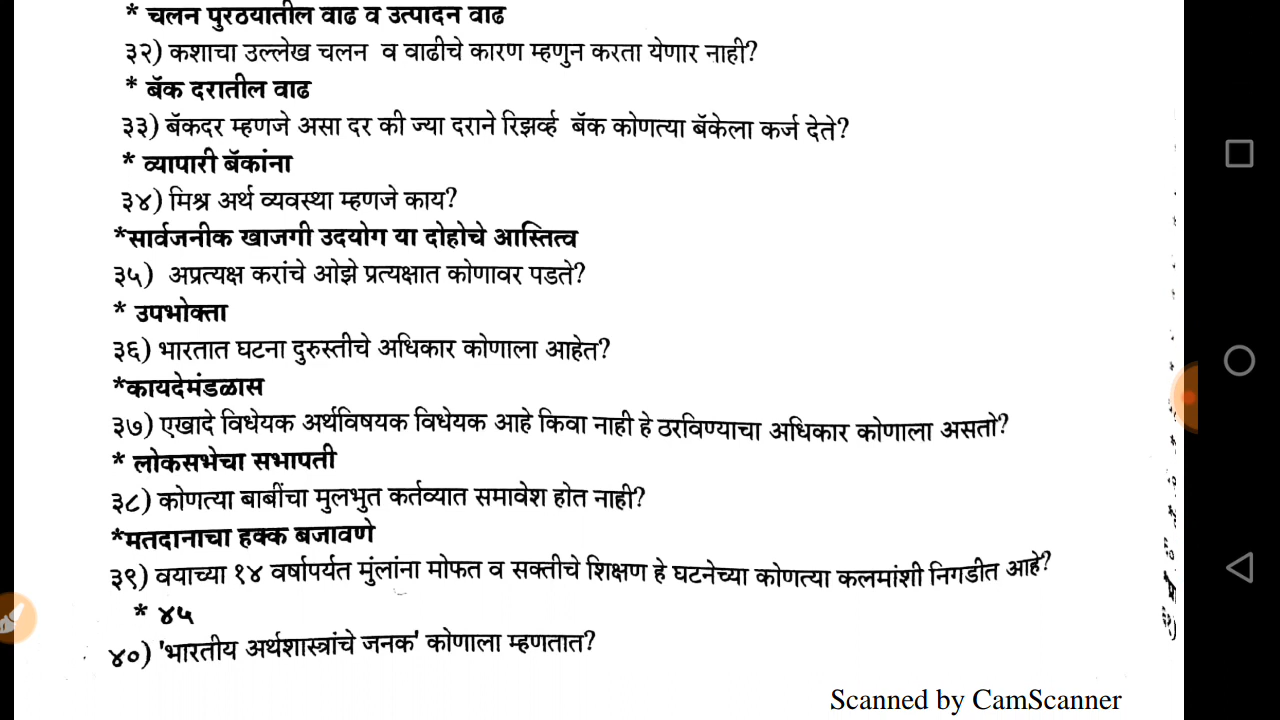 * चलन पुरठयातील वाढ व उत्पादन वाढ
३२) कशाचा उल्लेख चलन व वाढीचे कारण म्हणुन करता येणार नाही?
* बॅक दरातील वाढ
३३) बॅकदर म्हणजे असा दर की ज्या दराने रिझर्व्ह बॅक कोणत्या बॅकेला कर्ज देते?
* व्यापारी बॅकांना
३४) मिश्र अर्थ व्यवस्था म्हणजे काय?
*सार्वजनीक खाजगी उदयोग या दोहोचे आस्तित्व
३५) अप्रत्यक्ष करांचे ओझे प्रत्यक्षात कोणावर पडते?
* उपभोक्ता
३६) भारतात घटना दुरुस्तीचे अधिकार कोणाला आहेत?
*कायदेमंडळास
३७) एखादे विधेयक अर्थविषयक विधेयक आहे किवा नाही हे ठरविण्याचा अधिकार कोणाला असतो?
* लोकसभेचा सभापती
३८) कोणत्या बाबींचा मुलभुत कर्तव्यात समावेश होत नाही?
*मतदानाचा हक्क बजावणे
३९) वयाच्या १४ वर्षापर्यत मुंलांना मोफत व सक्तीचे शिक्षण हे घटनेच्या कोणत्या कलमांशी निगडीत आहे?
* ४५
४०) 'भारतीय अर्थशास्त्रांचे जनक' कोणाला म्हणतात?
Scanned by CamScanner